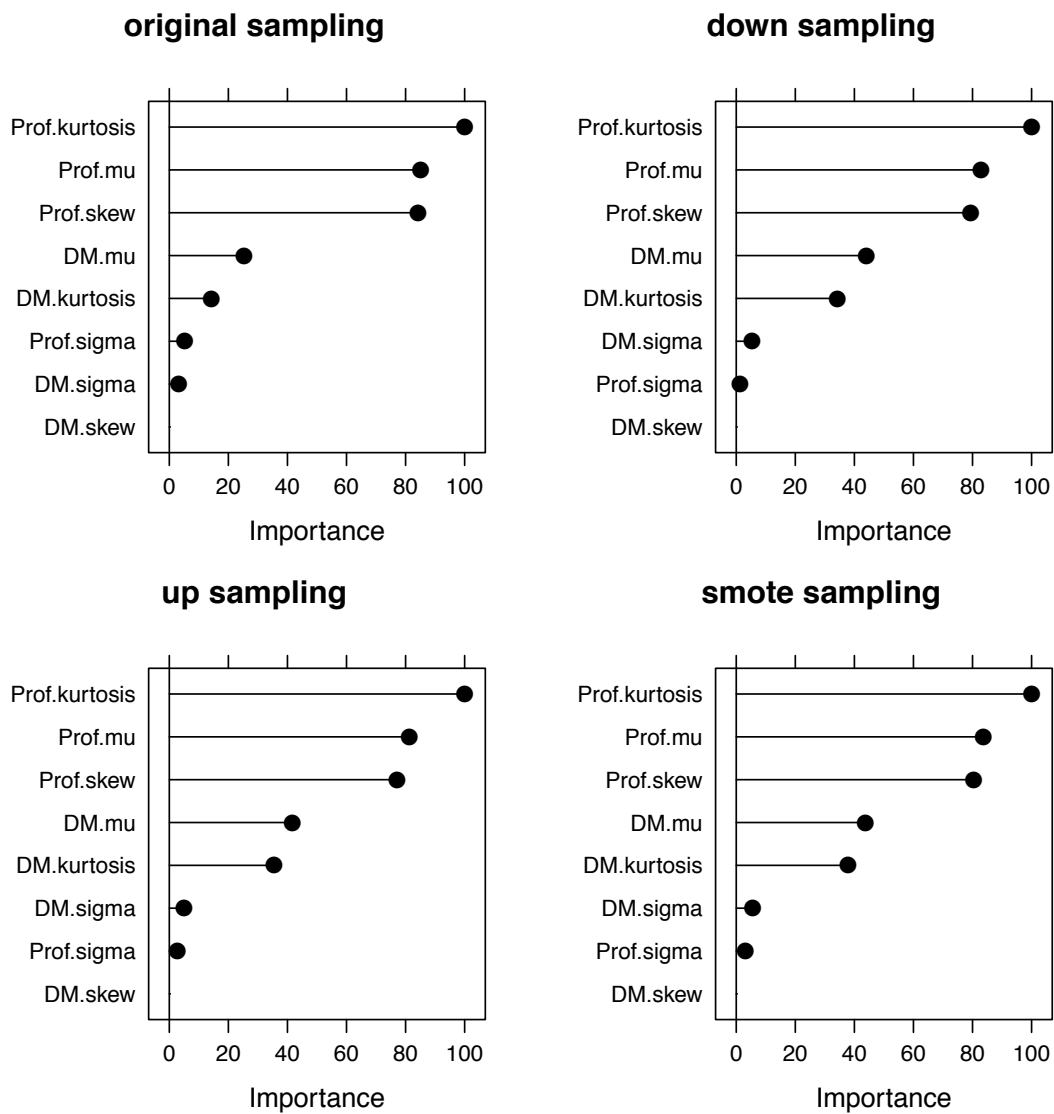 original sampling
Prof.kurtosis
Prof.mu
Prof.skew
DM.mu
DM.kurtosis
Prof.sigma
DM.sigma
DM.skew
0 20 40 60 80 100
Importance
down sampling
Prof.kurtosis
Prof.mu
Prof.skew
DM.mu
DM.kurtosis
DM.sigma
Prof.sigma
DM.skew
0 20 40 60 80 100
Importance
up sampling
Prof.kurtosis
Prof.mu
Prof.skew
DM.mu
DM.kurtosis
DM.sigma
Prof.sigma
DM.skew
0 20 40 60 80 100
Importance
smote sampling
Prof.kurtosis
Prof.mu
Prof.skew
DM.mu
DM.kurtosis
DM.sigma
Prof.sigma
DM.skew
0 20 40 60 80 100
Importance